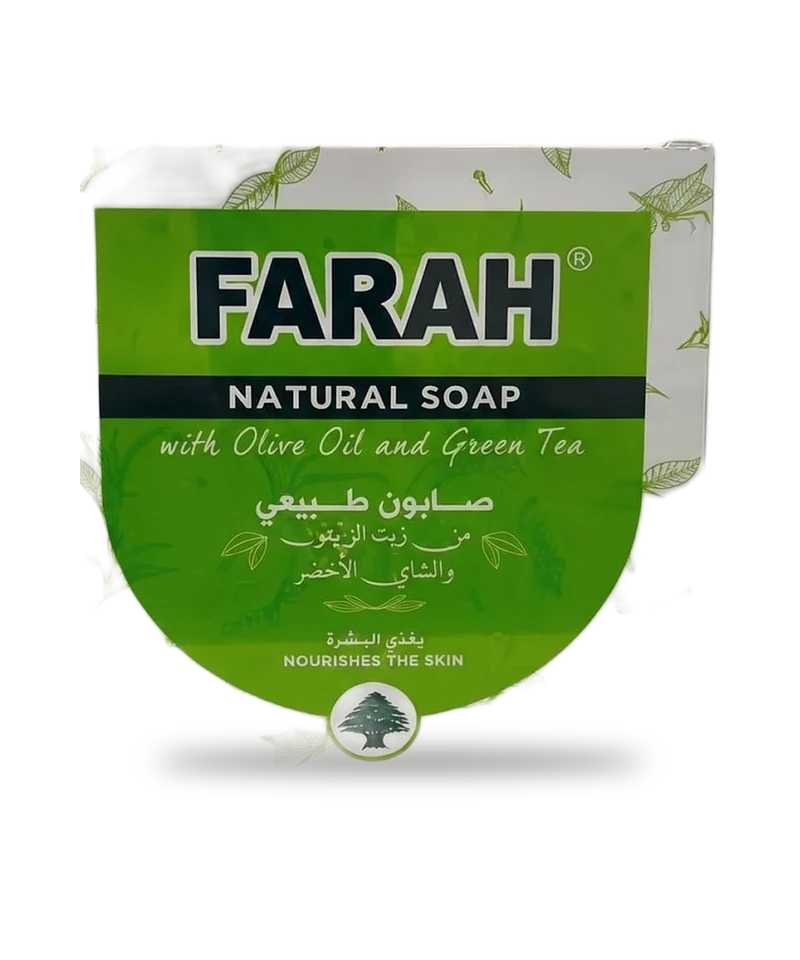 FARAH®
NATURAL SOAP
with Olive Oil and Green Tea
صابون طبيعي
من زيت الزيتون
والشاي الأخضر
يغذي البشرة
NOURISHES THE SKIN